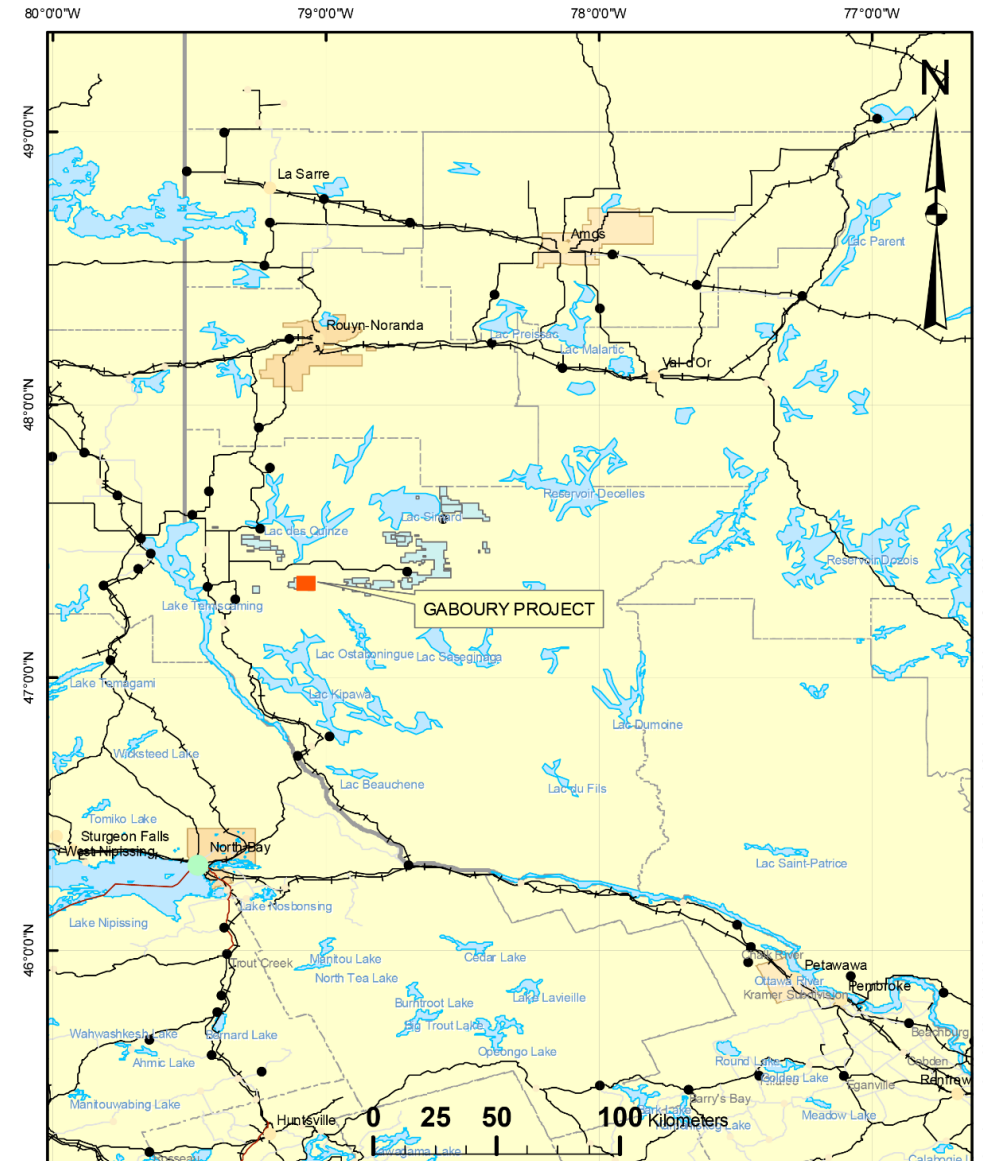 80°0'0"W 79°0'0"W 78°0'0"W 77°0'0"W
N
49°0'0"N
La Sarre
Amos
Lac Parent
Rouyn-Noranda
Lac Preissac
Lac Malartic
Val-d'Or
48°0'0"N
Reservoir Decelles
Lac Simard
Lac des Quinze
Reservoir Dozois
Lake Temiscaming
GABOURY PROJECT
Lac Ostaboningue
Lac Saseginaga
47°0'0"N
Lake Temagami
Lac Kipawa
Lac Dumoine
Wicksteed Lake
Lac Beauchene
Lac du Fils
Tomiko Lake
Sturgeon Falls
West Nipissing
North Bay
Lac Saint-Patrice
Lake Nosbonsing
Lake Nipissing
46°0'0"N
Trout Creek
Manitou Lake
Cedar Lake
Chalk River
Petawawa
North Tea Lake
Ottawa River
Pembroke
Kramer Subdivision
Burntroot Lake
Lake Lavieille
Big Trout Lake
Wahwashkesh Lake
Bernard Lake
Beachburg
Opeongo Lake
Ahmic Lake
Round Lake
Cobden
Golden Lake
Eganville
Renfrew
Manitouwabing Lake
Barry's Bay
Meadow Lake
Huntsville
0 25 50 100 Kilometers